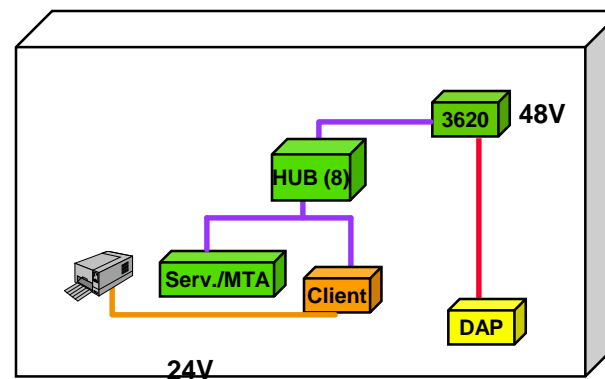 3620
48V
HUB (8)
Serv./MTA
Client
DAP
24V